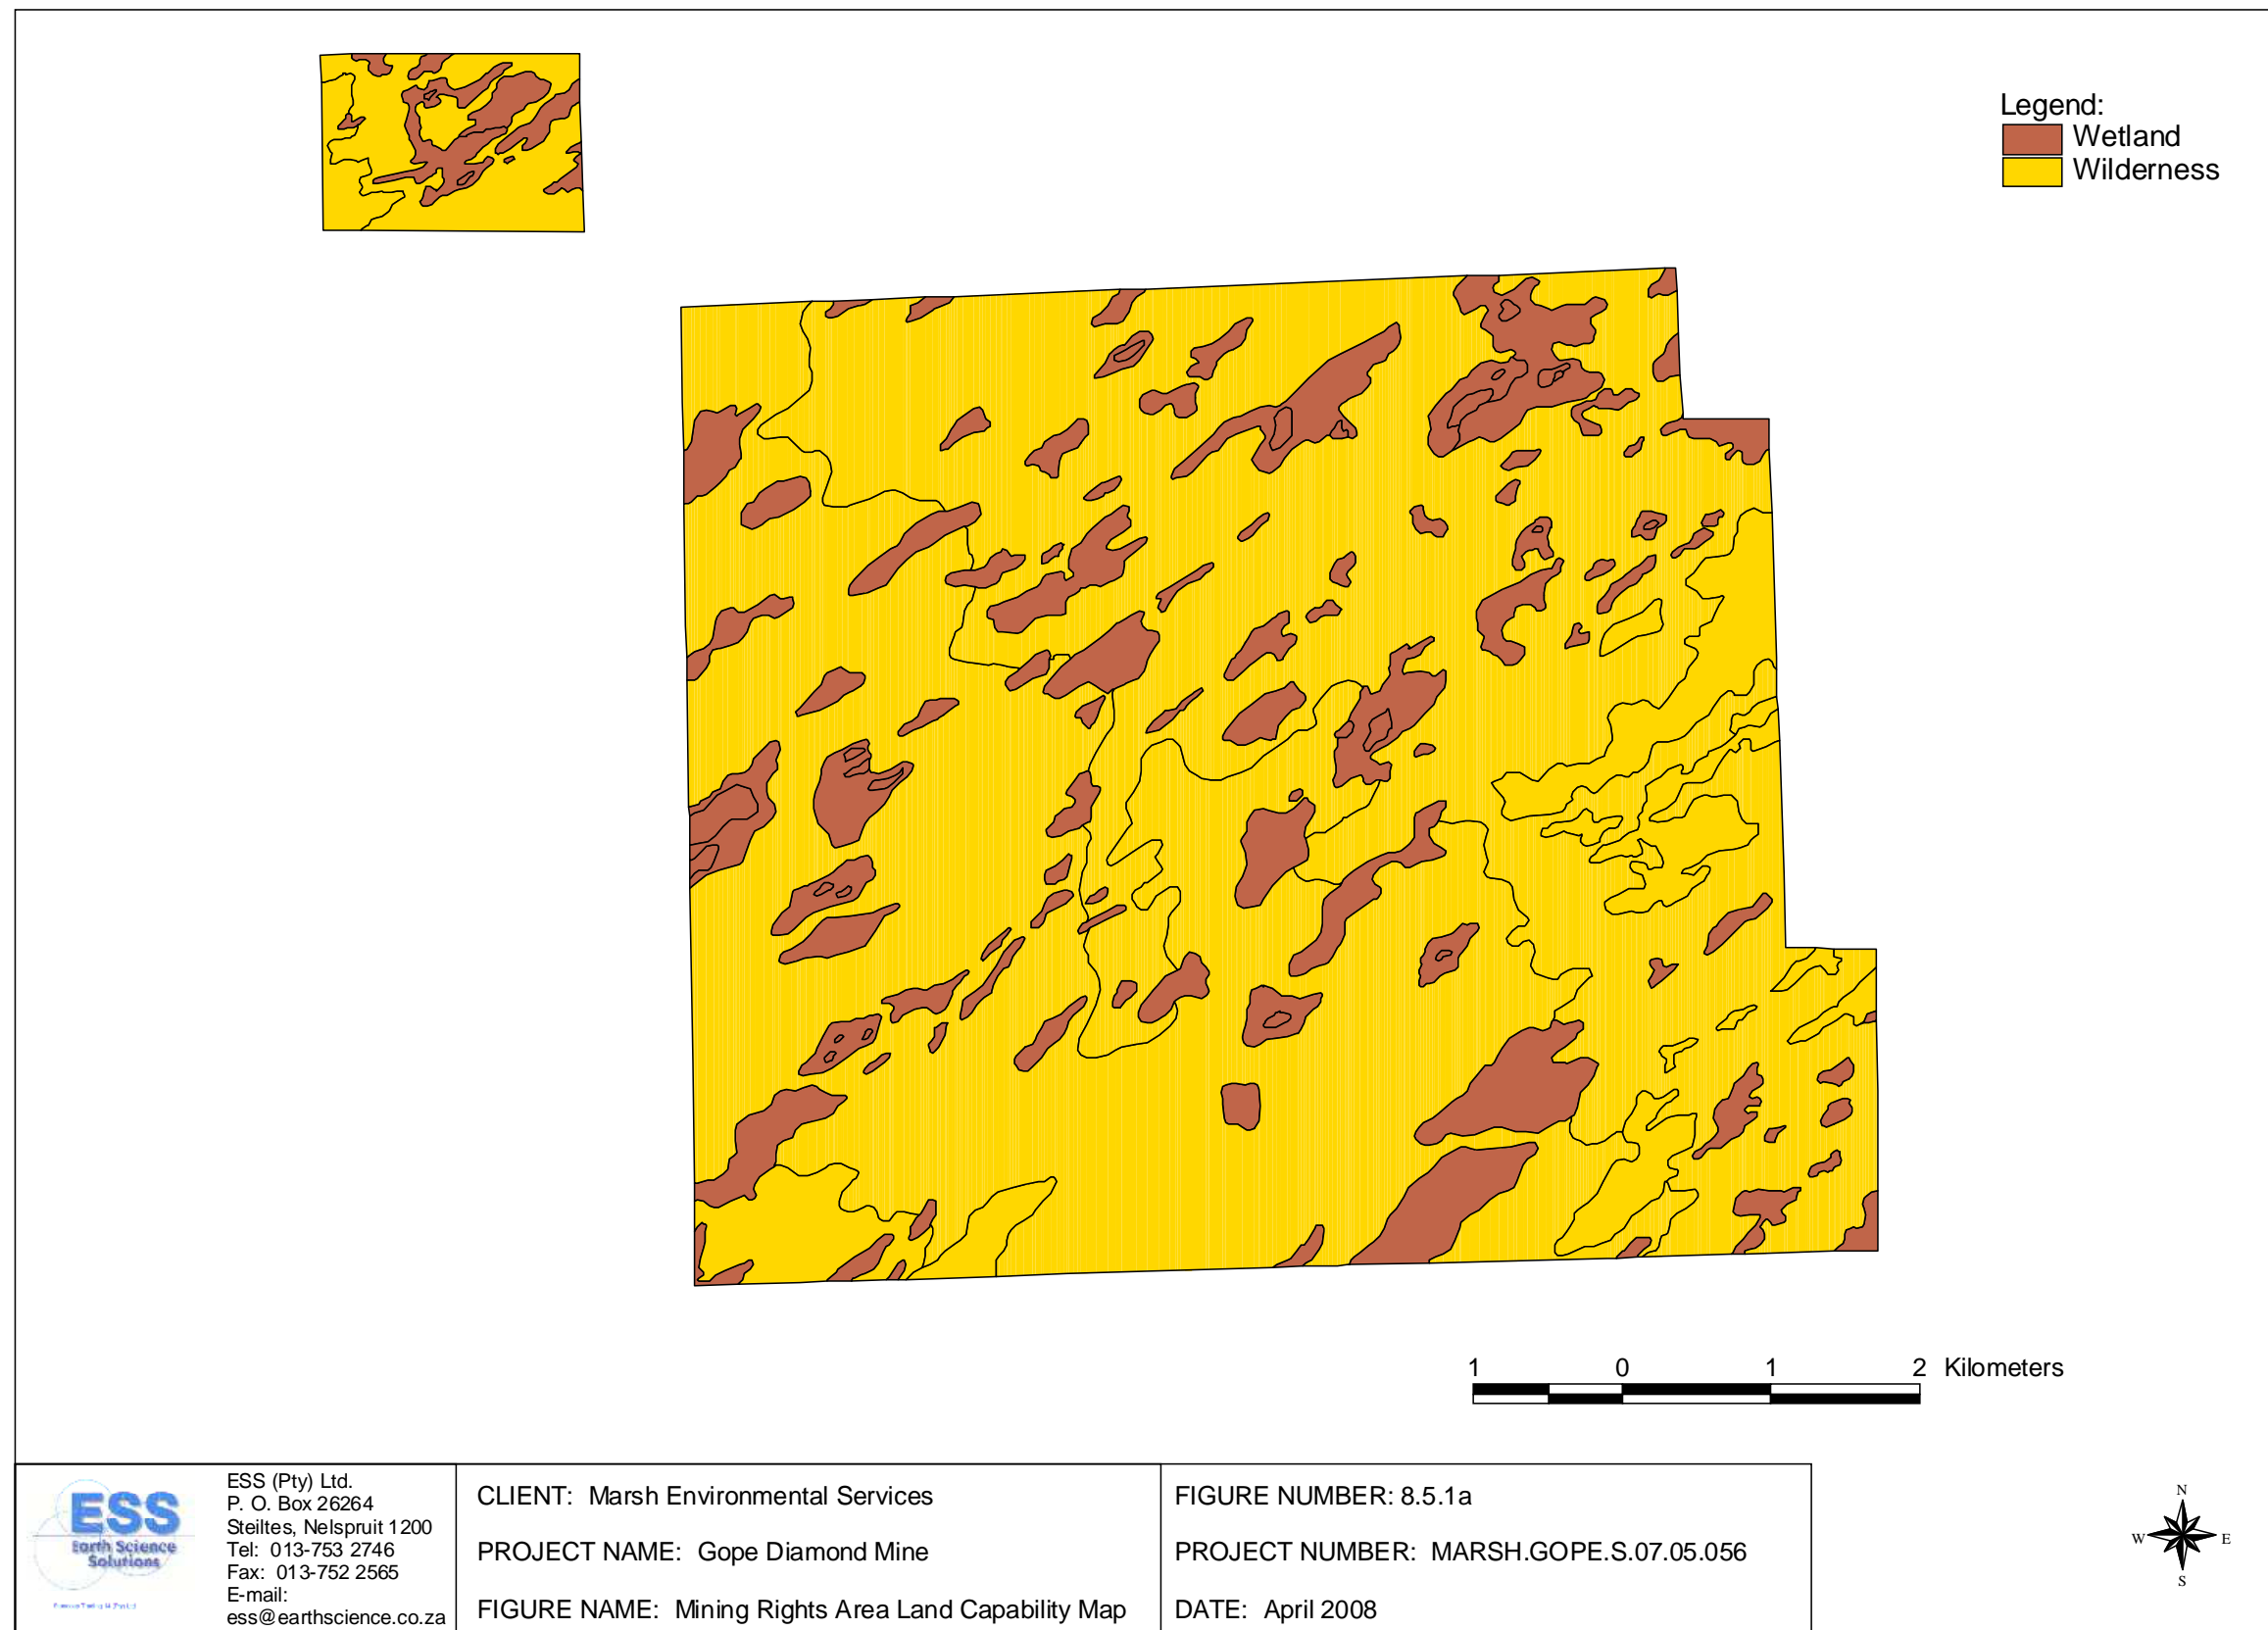 Legend:
Wetland
Wilderness
1 0 1 2 Kilometers
ESS
Earth Science
Solutions
ESS (Pty) Ltd.
P. O. Box 26264
Steiltes, Nelspruit 1200
Tel: 013-753 2746
Fax: 013-752 2565
E-mail:
ess@earthscience.co.za
CLIENT: Marsh Environmental Services
PROJECT NAME: Gope Diamond Mine
FIGURE NAME: Mining Rights Area Land Capability Map
FIGURE NUMBER: 8.5.1a
PROJECT NUMBER: MARSH.GOPE.S.07.05.056
DATE: April 2008
N
W E
S